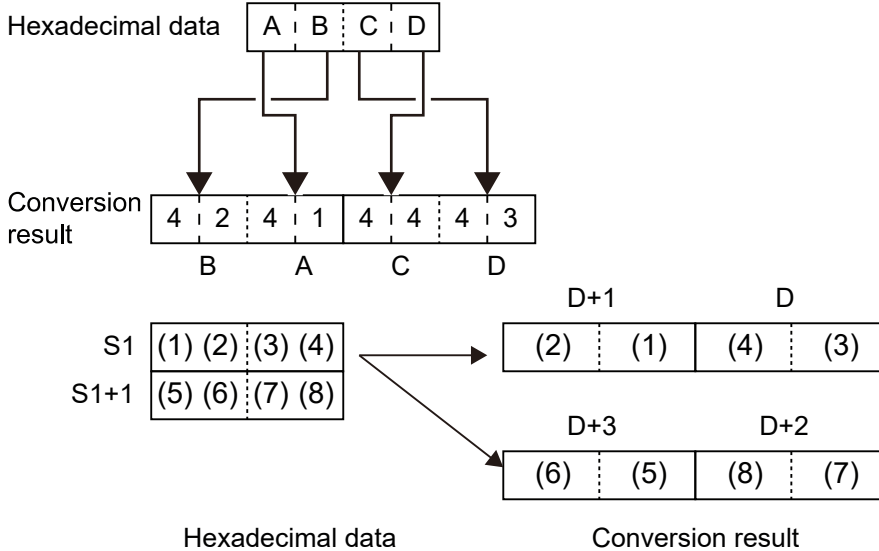 Hexadecimal data A B C D
Conversion
result
4 2 4 1 4 4 4 3
B A C D
D+1 D
S1 (1) (2) (3) (4) (2) (1) (4) (3)
S1+1 (5) (6) (7) (8)
D+3 D+2
(6) (5) (8) (7)
Hexadecimal data Conversion result